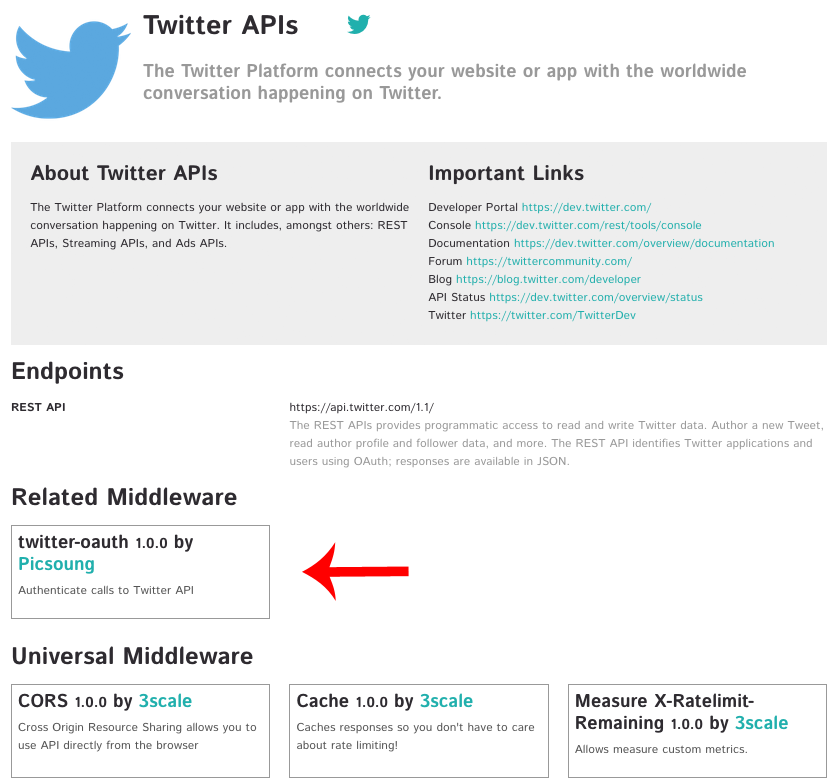 Twitter APIs
The Twitter Platform connects your website or app with the worldwide
conversation happening on Twitter.
About Twitter APIs
The Twitter Platform connects your website or app with the worldwide
conversation happening on Twitter. It includes, amongst others: REST
APIs, Streaming APIs, and Ads APIs.
Important Links
Developer Portal https://dev.twitter.com/
Console https://dev.twitter.com/rest/tools/console
Documentation https://dev.twitter.com/overview/documentation
Forum https://twittercommunity.com/
Blog https://blog.twitter.com/developer
API Status https://dev.twitter.com/overview/status
Twitter https://twitter.com/TwitterDev
Endpoints
REST API
https://api.twitter.com/1.1/
The REST APIs provides programmatic access to read and write Twitter data. Author a new Tweet,
read author profile and follower data, and more. The REST API identifies Twitter applications and
users using OAuth; responses are available in JSON.
Related Middleware
twitter-oauth 1.0.0 by
Picsoung
Authenticate calls to Twitter API
Universal Middleware
CORS 1.0.0 by 3scale
Cross Origin Resource Sharing allows you to
use API directly from the browser
Cache 1.0.0 by 3scale
Caches responses so you don't have to care
about rate limiting!
Measure X-Ratelimit-
Remaining 1.0.0 by 3scale
Allows measure custom metrics.